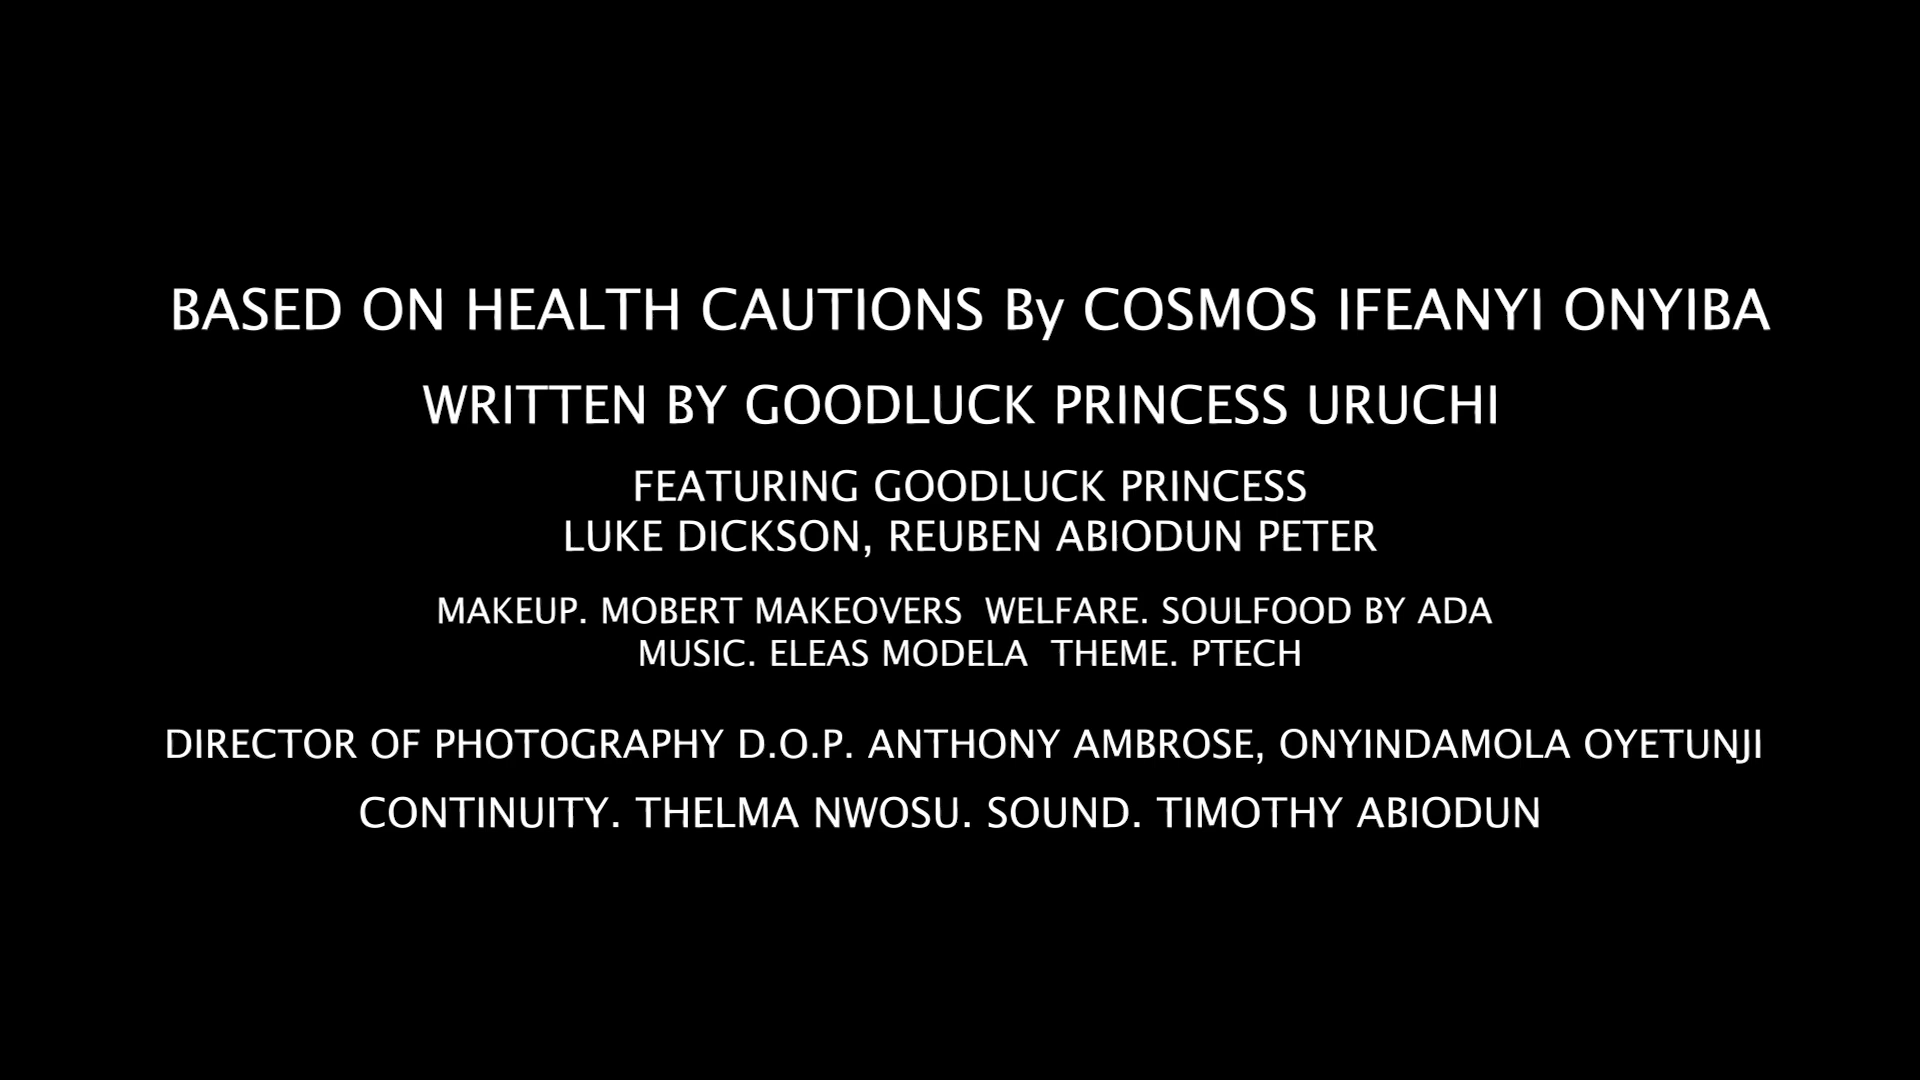 BASED ON HEALTH CAUTIONS By COSMOS IFEANYI ONYIBA
WRITTEN BY GOODLUCK PRINCESS URUCHI
FEATURING GOODLUCK PRINCESS
LUKE DICKSON, REUBEN ABIODUN PETER
MAKEUP. MOBERT MAKEOVERS  WELFARE. SOULFOOD BY ADA
MUSIC. ELEAS MODELA  THEME. PTECH
DIRECTOR OF PHOTOGRAPHY D.O.P. ANTHONY AMBROSE, ONYINDAMOLA OYETUNJI
CONTINUITY. THELMA NWOSU. SOUND. TIMOTHY ABIODUN